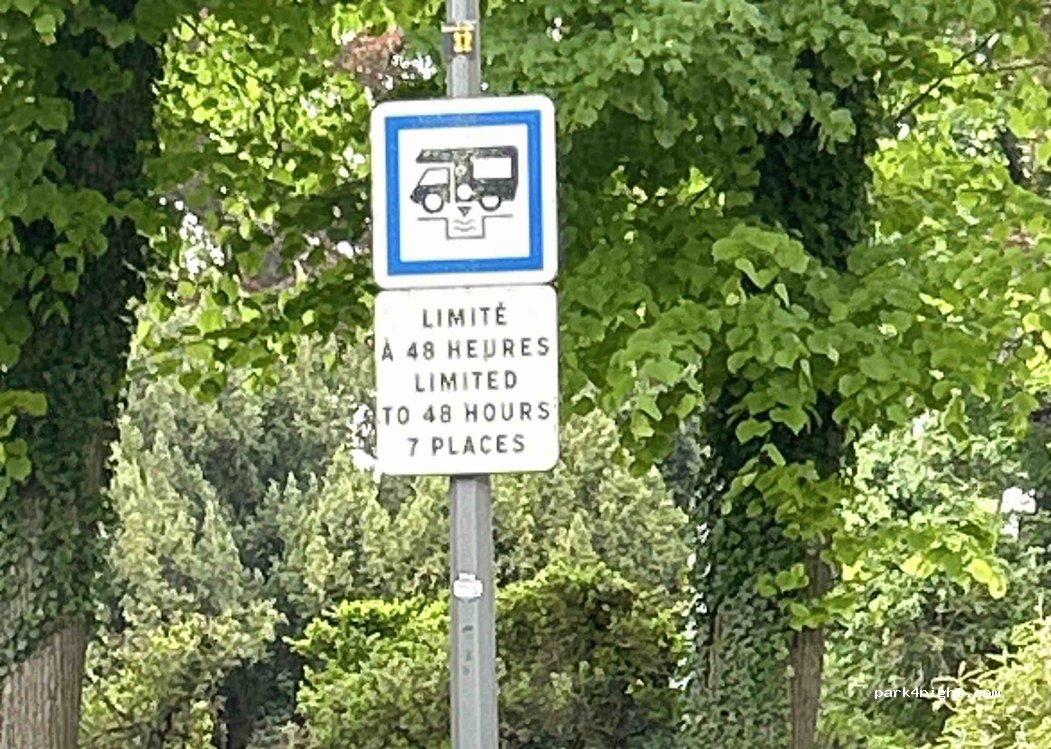 LIMITÉ
À 48 HEURES
LIMITED
TO 48 HOURS
7 PLACES
park4night.com